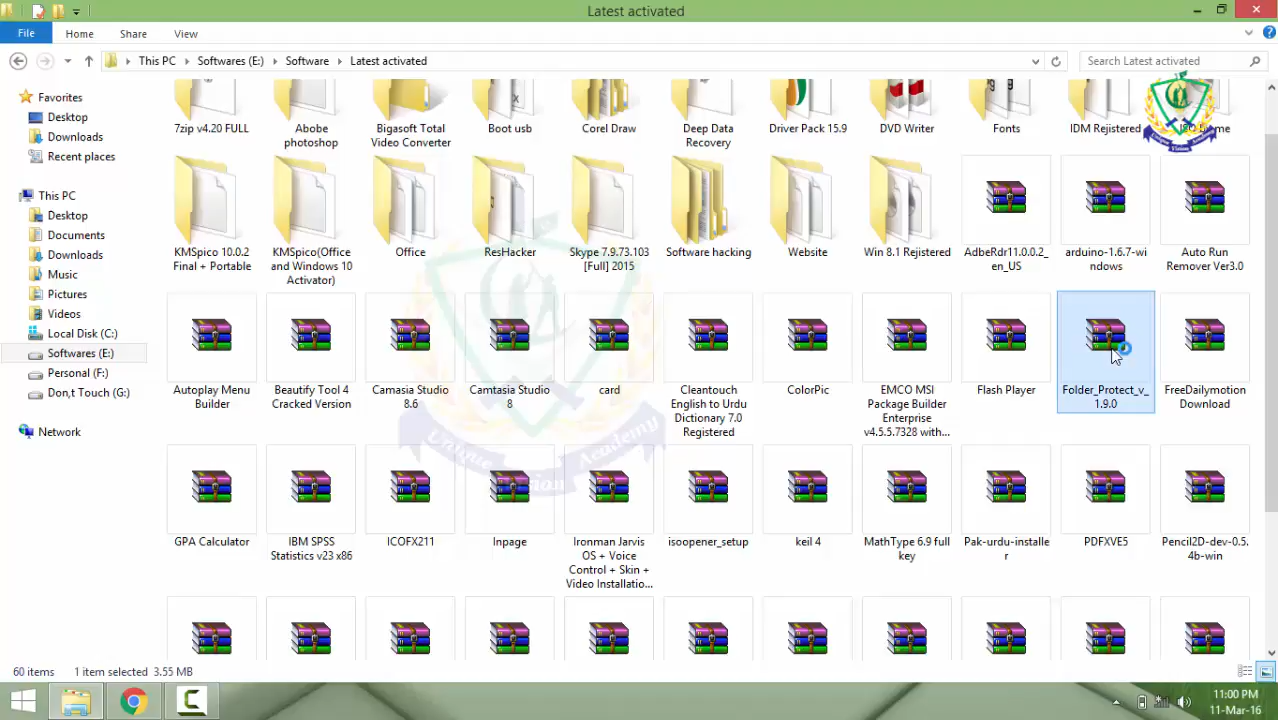 Latest activated
File Home Share View
This PC Softwares (E:) Software Latest activated
Search Latest activated
Favorites
Desktop
Downloads
Recent places
This PC
Desktop
Documents
Downloads
Music
Pictures
Videos
Local Disk (C:)
Softwares (E:)
Personal (F:)
Don,t Touch (G:)
Network
7zip v4.20 FULL
Abobe
photoshop
Bigasoft Total
Video Converter
Boot usb
Corel Draw
Deep Data
Recovery
Driver Pack 15.9
DVD Writer
Fonts
IDM Registered
KMSpico 10.0.2
Final + Portable
KMSpico(Office
and Windows 10
Activator)
Office
ResHacker
Skype 7.9.73.103
[Full] 2015
Software hacking
Website
Win 8.1 Registered
AdbeRdr11.0.0.2_
en_US
arduino-1.6.7-wi
ndows
Auto Run
Remover Ver3.0
Autoplay Menu
Builder
Beautify Tool 4
Cracked Version
Camasia Studio
8.6
Camtasia Studio
8
card
Cleantouch
English to Urdu
Dictionary 7.0
Registered
ColorPic
EMCO MSI
Package Builder
Enterprise
v4.5.5.7328 with...
Flash Player
Folder_Protect_v_
1.9.0
FreeDailymotion
Download
GPA Calculator
IBM SPSS
Statistics v23 x86
ICOFX211
Inpage
Ironman Jarvis
OS + Voice
Control + Skin +
Video Installatio...
isoopener_setup
keil 4
MathType 6.9 full
key
Pak-urdu-installe
r
PDFXVE5
Pencil2D-dev-0.5.
4b-win
Unique Vision Academy
60 items 1 item selected 3.55 MB
11:00 PM
11-Mar-16